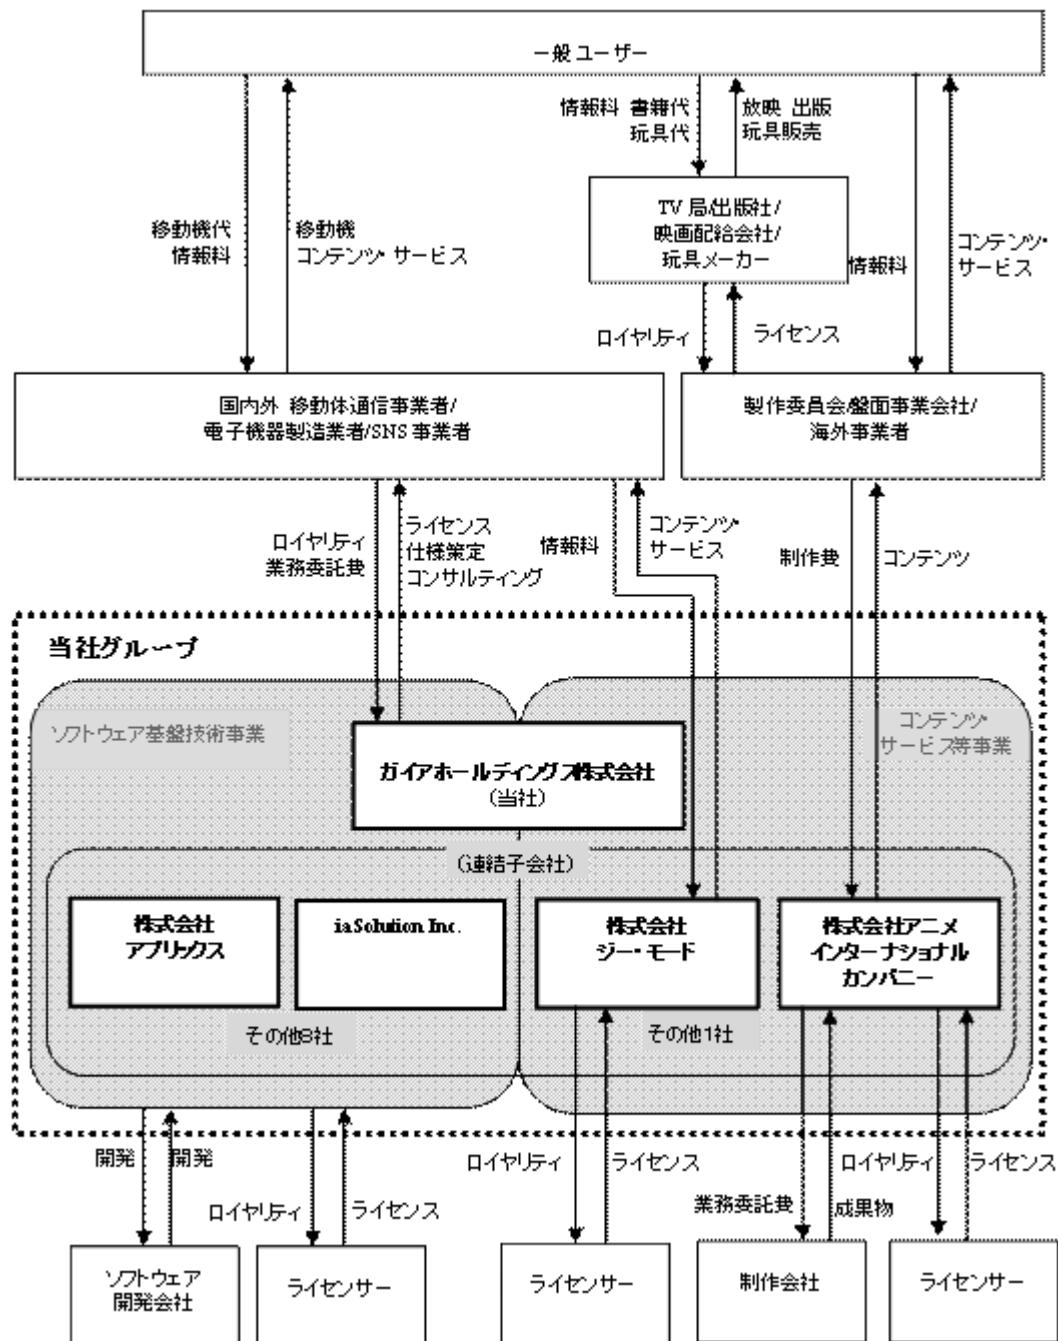 一般ユーザー
情報料 書籍代
玩具代
放映 出版
玩具販売
移動機代
情報料
移動機
コンテンツ・サービス
TV局/出版社/
映画配給会社/
玩具メーカー
情報料
コンテンツ・
サービス
ロイヤリティ
ライセンス
国内外 移動体通信事業者/
電子機器製造業者/SNS事業者
製作委員会/盤面事業会社/
海外事業者
ロイヤリティ
業務委託費
ライセンス
仕様策定
コンサルティング
情報料
コンテンツ・
サービス
制作費
コンテンツ
当社グループ
ソフトウェア基盤技術事業
コンテンツ・
サービス等事業
ガイアホールディングス株式会社
(当社)
(連結子会社)
株式会社
アプリックス
iaSolution Inc.
株式会社
ジー・モード
株式会社アニメ
インターナショナル
カンパニー
その他8社
その他1社
開発
開発
ロイヤリティ
ライセンス
ロイヤリティ
ライセンス
業務委託費
成果物
ロイヤリティ
ライセンス
ソフトウェア
開発会社
ライセンサー
ライセンサー
制作会社
ライセンサー